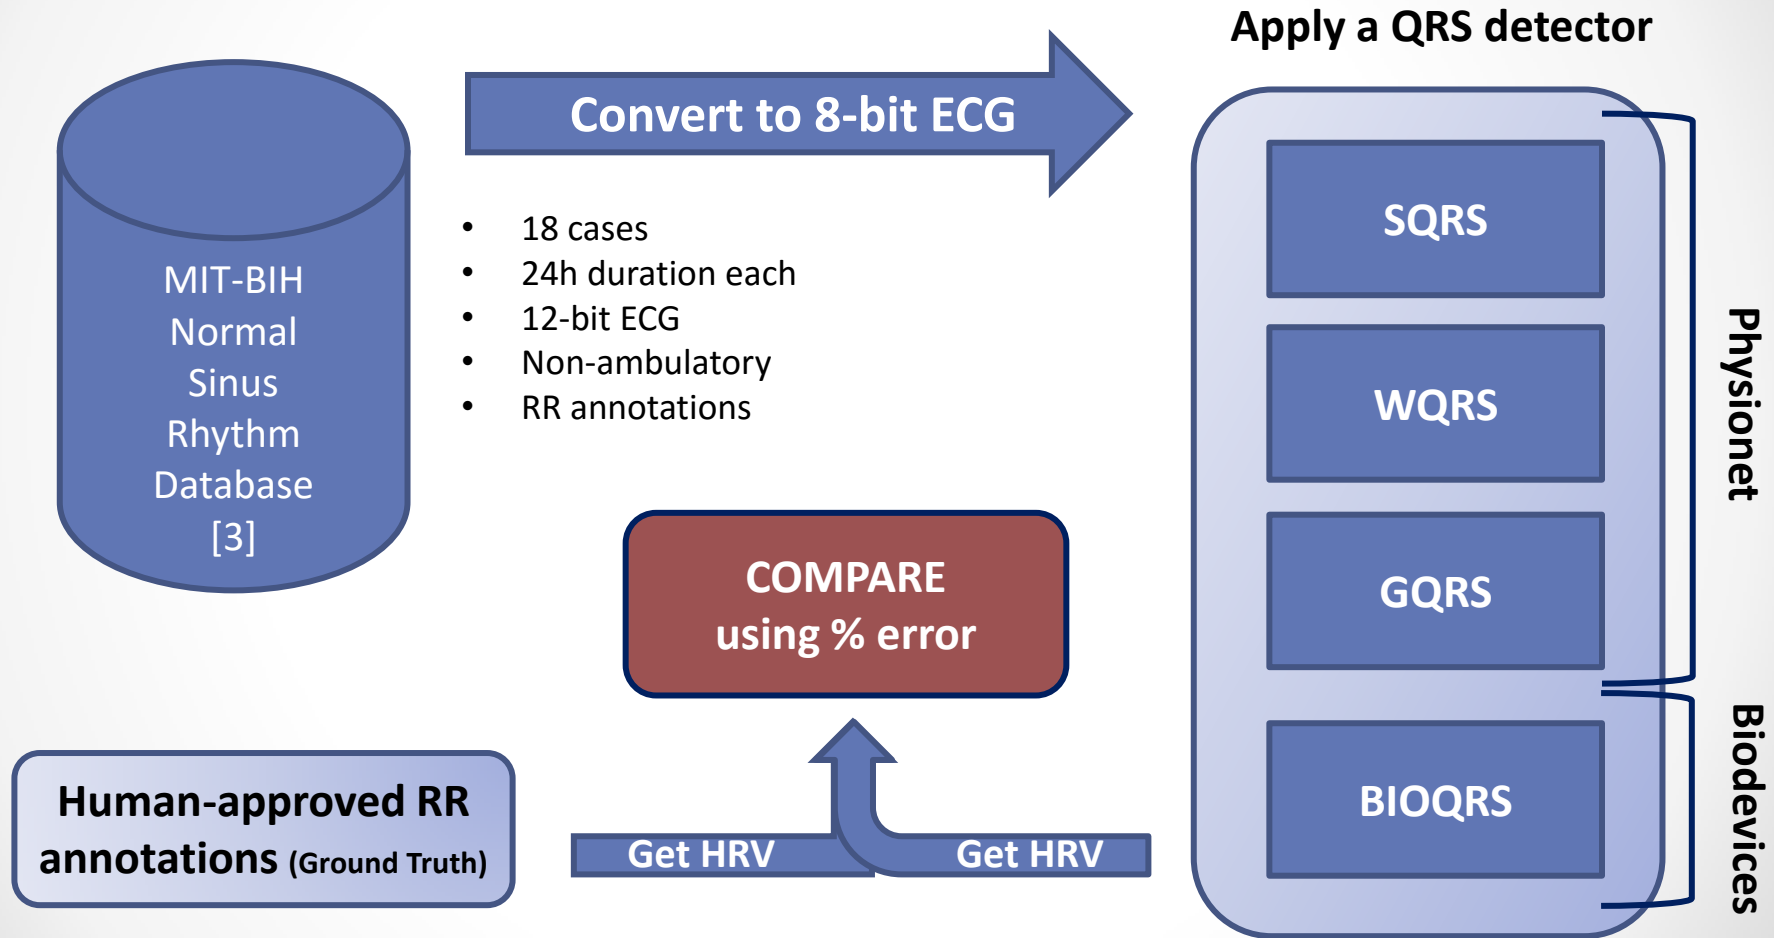 Apply a QRS detector
Convert to 8-bit ECG
MIT-BIH
Normal
Sinus
Rhythm
Database
[3]
• 18 cases
• 24h duration each
• 12-bit ECG
• Non-ambulatory
• RR annotations
SQRS
WQRS
GQRS
BIOQRS
Physionet
Biodevices
COMPARE
using % error
Human-approved RR
annotations (Ground Truth)
Get HRV
Get HRV